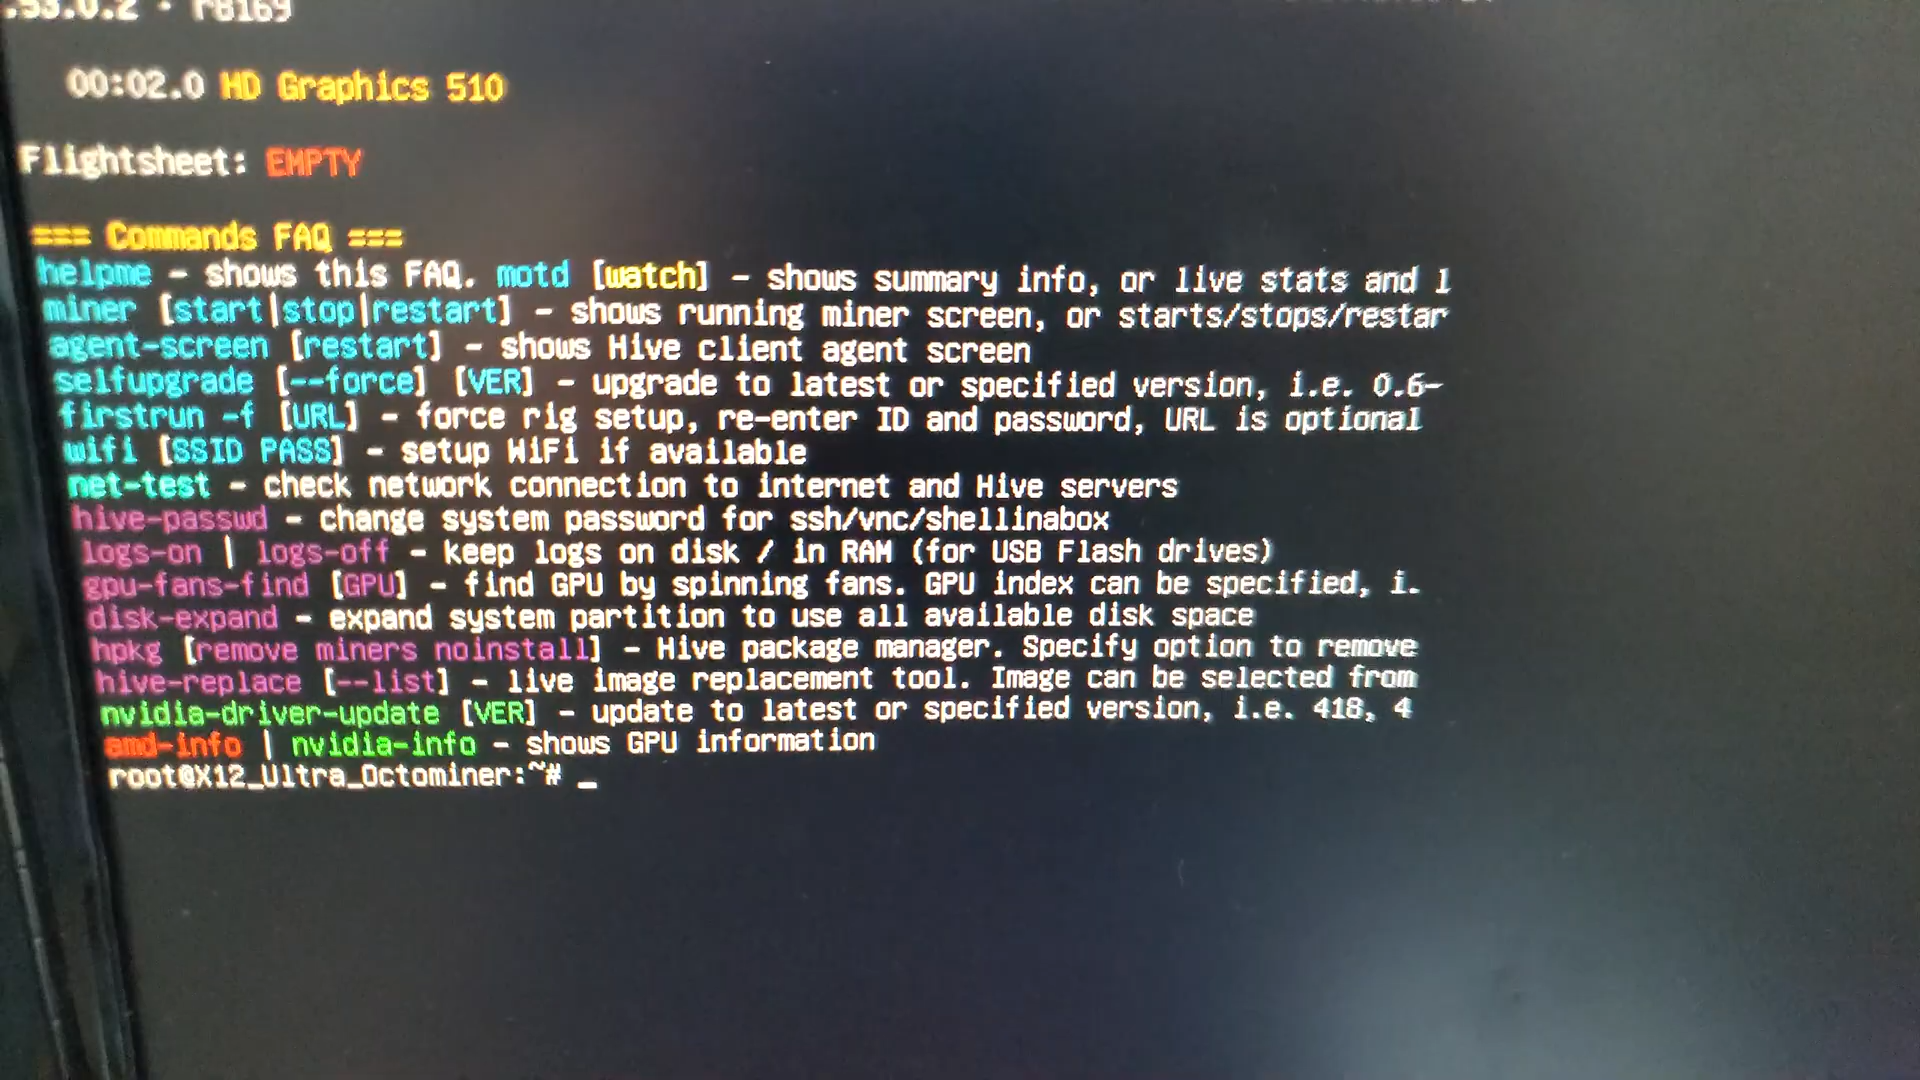 .53.0.2 · r8169
00:02.0 HD Graphics 510
Flightsheet: EMPTY
=== Commands FAQ ===
helpme - shows this FAQ. motd [watch] - shows summary info, or live stats and l
miner [start|stop|restart] - shows running miner screen, or starts/stops/restar
agent-screen [restart] - shows Hive client agent screen
selfupgrade [--force] [VER] - upgrade to latest or specified version, i.e. 0.6-
firstrun -f [URL] - force rig setup, re-enter ID and password, URL is optional
wifi [SSID PASS] - setup WiFi if available
net-test - check network connection to internet and Hive servers
hive-passwd - change system password for ssh/vnc/shellinabox
logs-on | logs-off - keep logs on disk / in RAM (for USB Flash drives)
gpu-fans-find [GPU] - find GPU by spinning fans. GPU index can be specified, i.
disk-expand - expand system partition to use all available disk space
hpkg [remove miners noinstall] - Hive package manager. Specify option to remove
hive-replace [--list] - live image replacement tool. Image can be selected from
nvidia-driver-update [VER] - update to latest or specified version, i.e. 418, 4
amd-info | nvidia-info - shows GPU information
root@X12_Ultra_Octominer:~# _